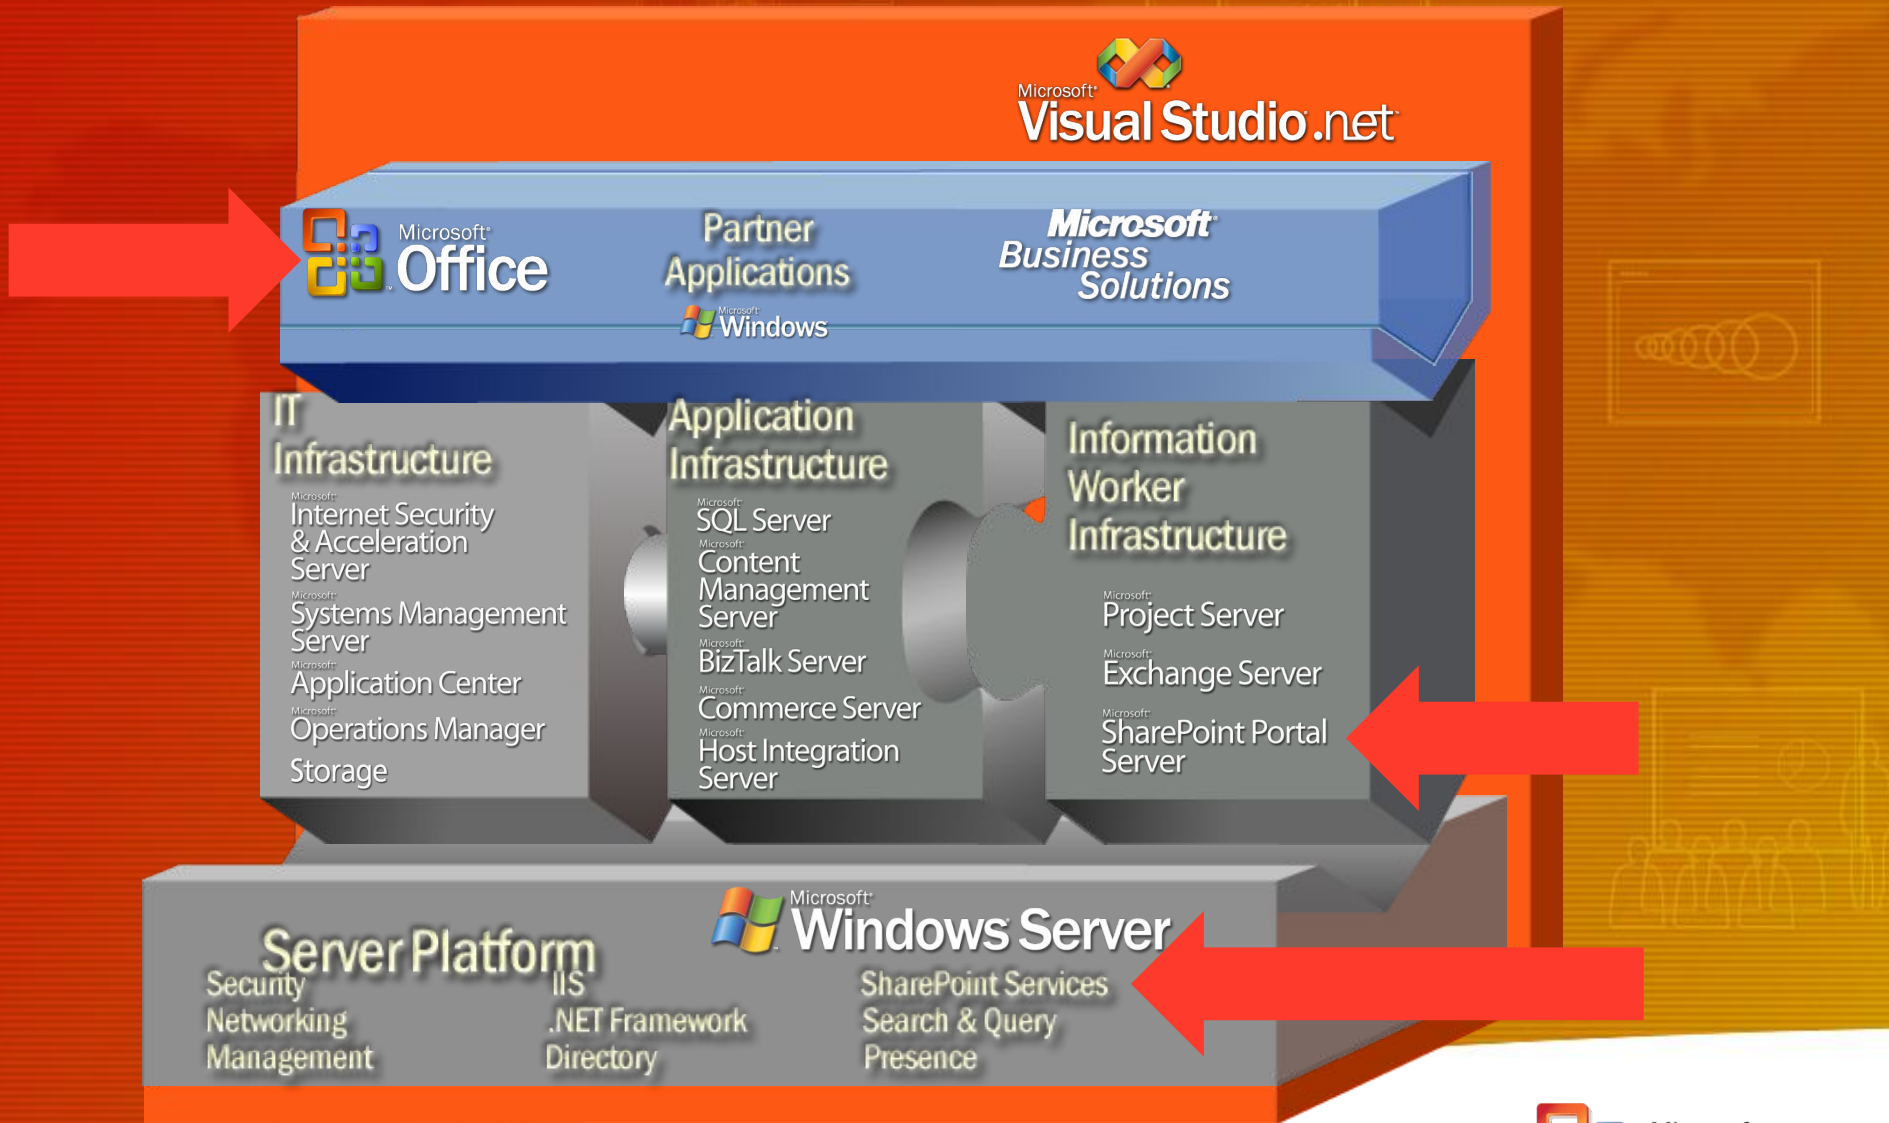 Microsoft®
Visual Studio .net
Microsoft®
Office
Partner
Applications
Microsoft®
Windows
Microsoft
Business
Solutions
IT
Infrastructure
Microsoft®
Internet Security
& Acceleration
Server
Microsoft®
Systems Management
Server
Microsoft®
Application Center
Microsoft®
Operations Manager
Storage
Application
Infrastructure
Microsoft®
SQL Server
Microsoft®
Content
Management
Server
Microsoft®
BizTalk Server
Microsoft®
Commerce Server
Microsoft®
Host Integration
Server
Information
Worker
Infrastructure
Microsoft®
Project Server
Microsoft®
Exchange Server
Microsoft®
SharePoint Portal
Server
Server Platform
Microsoft®
Windows Server
Security
Networking
Management
IIS
.NET Framework
Directory
SharePoint Services
Search & Query
Presence